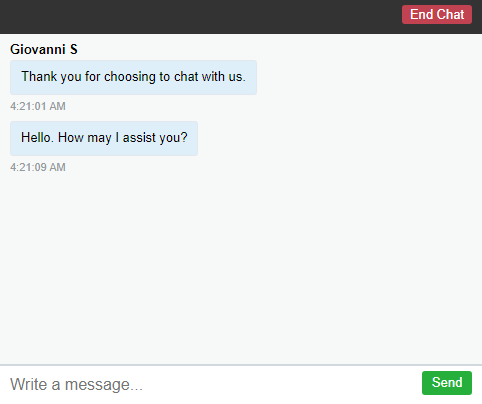 End Chat
Giovanni S
Thank you for choosing to chat with us.
4:21:01 AM
Hello. How may I assist you?
4:21:09 AM
Write a message...
Send